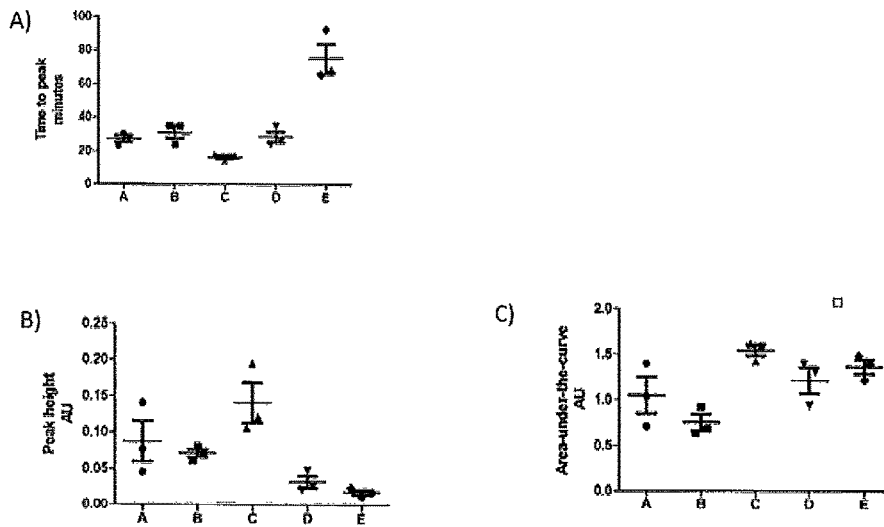 A)
Time to peak
minutes
100
80
60
40
20
0
A B C D E
B)
Peak height
AU
0.25
0.20
0.15
0.10
0.05
0.00
A B C D E
C)
Area-under-the-curve
AU
2.0
1.5
1.0
0.5
0.0
A B C D E